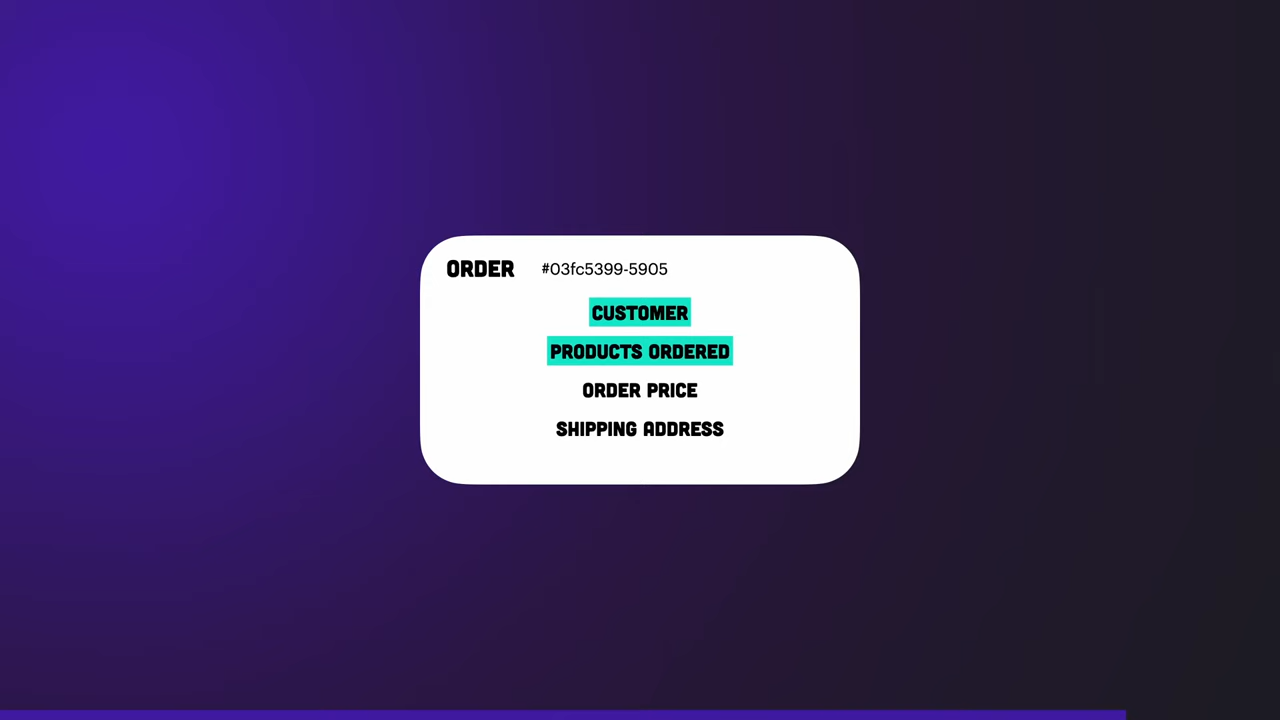 ORDER #03fc5399-5905
CUSTOMER
PRODUCTS ORDERED
ORDER PRICE
SHIPPING ADDRESS